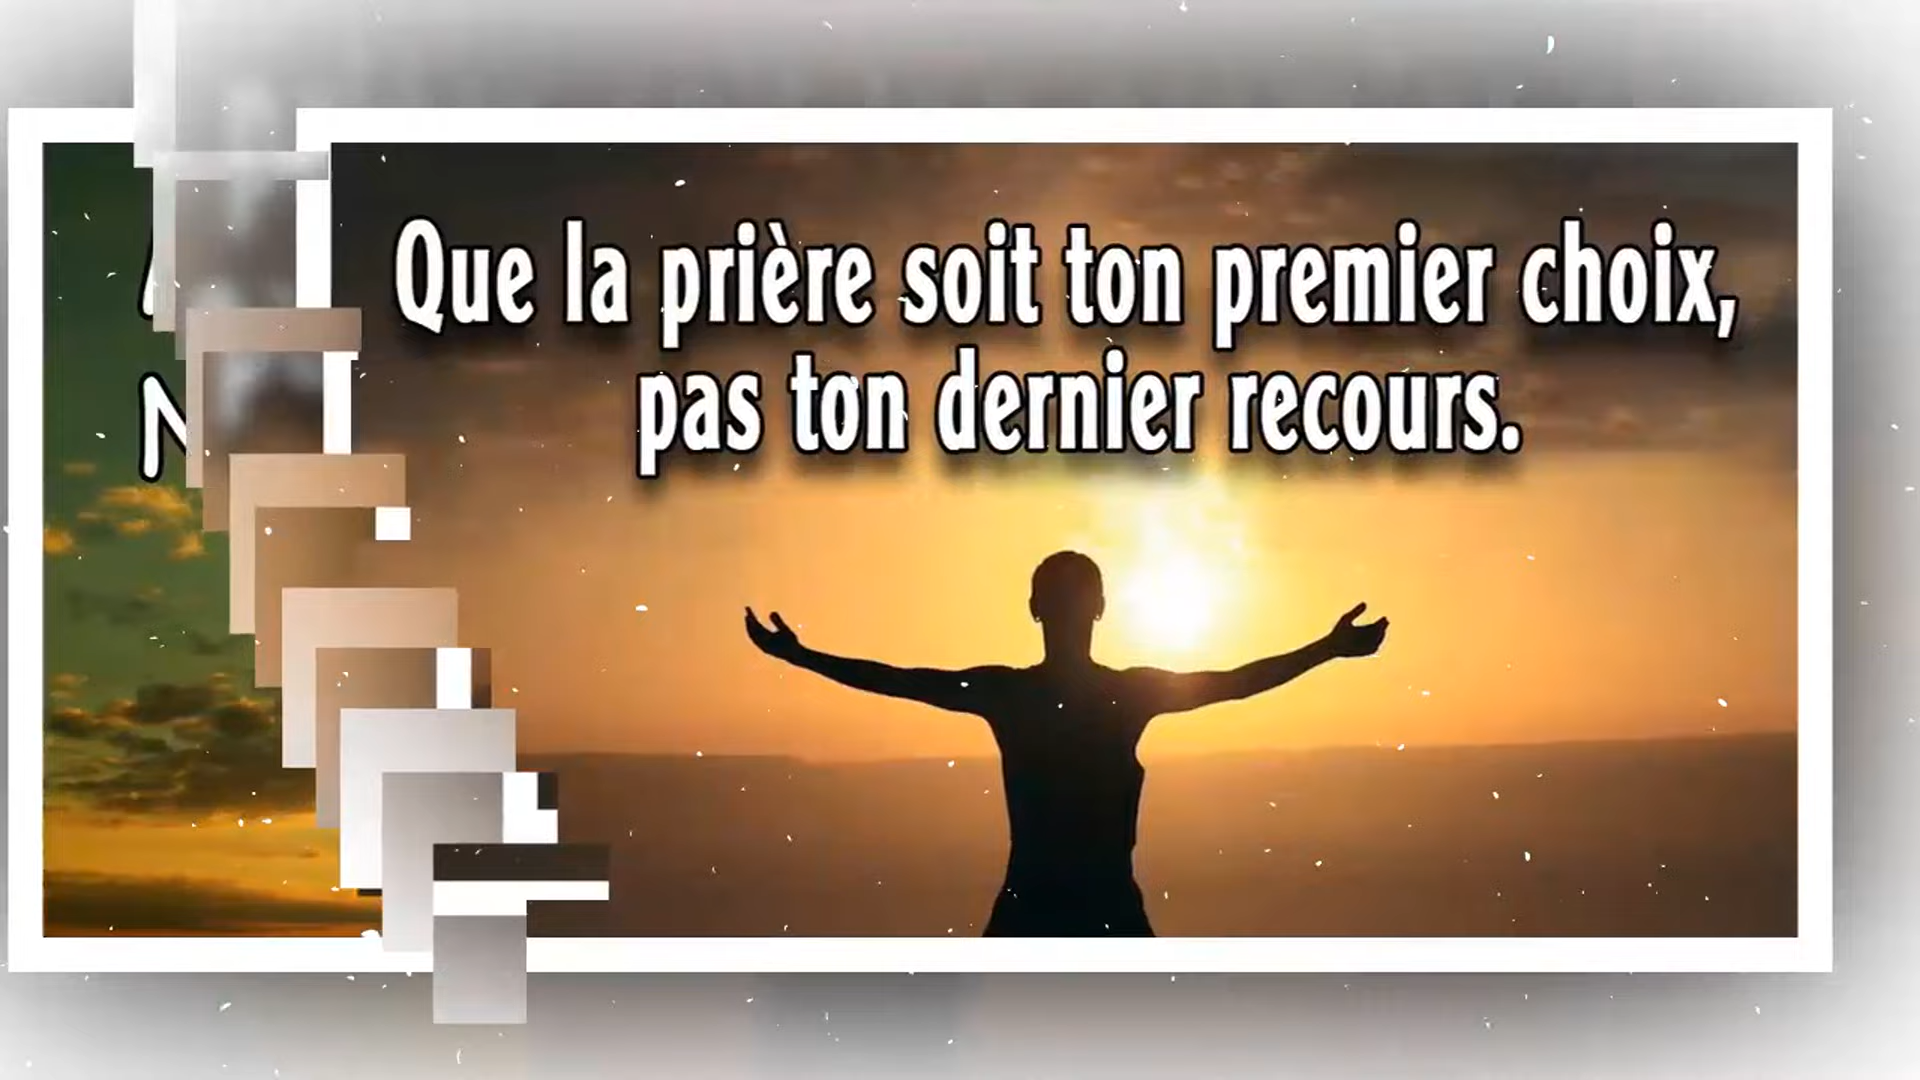 Que la prière soit ton premier choix,
pas ton dernier recours.